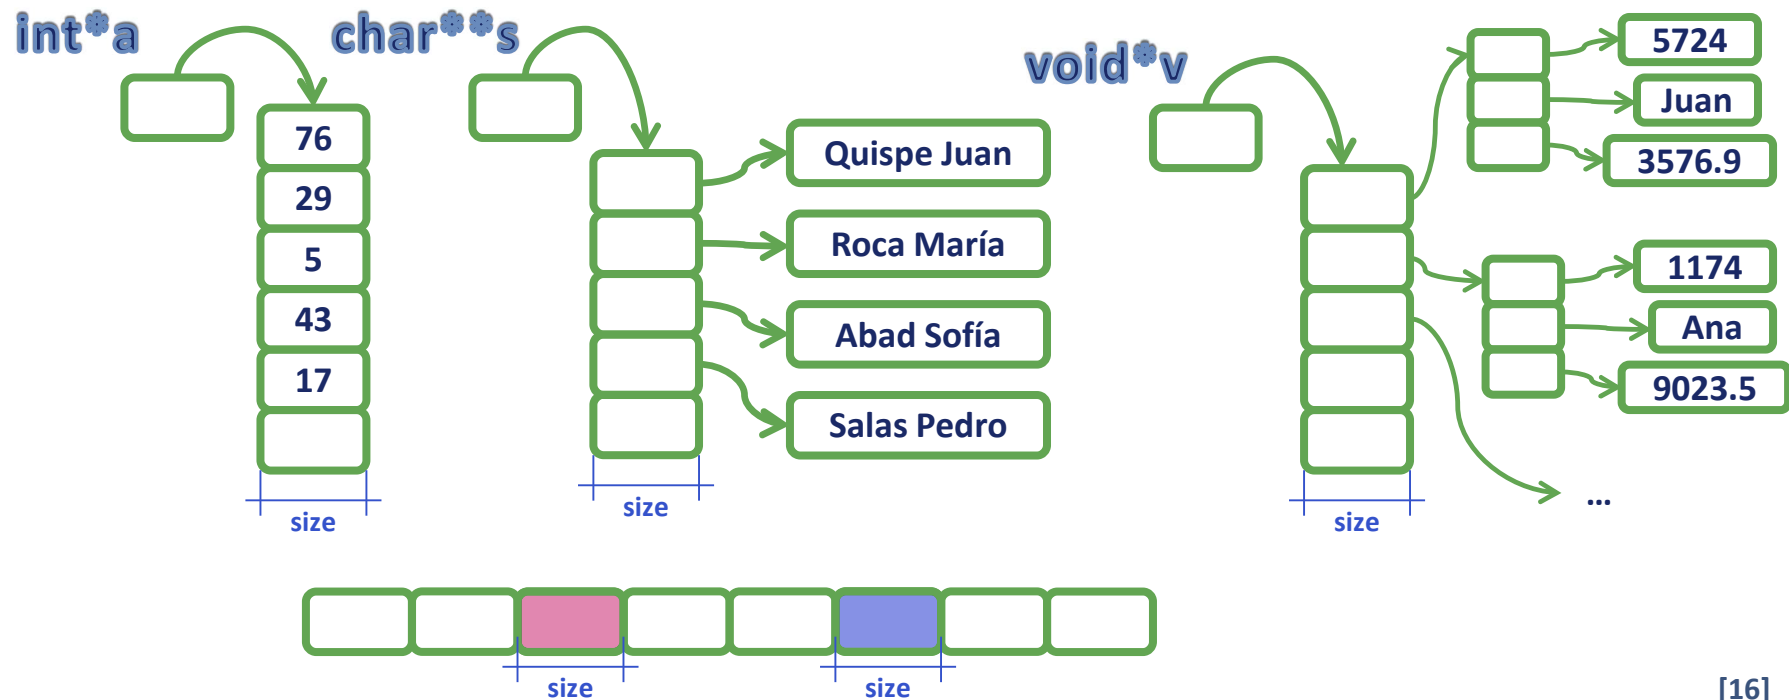 int*a
76
29
5
43
17
size
char**s
Quispe Juan
Roca María
Abad Sofía
Salas Pedro
size
void*v
5724
Juan
3576.9
1174
Ana
9023.5
...
size
size
size
[16]